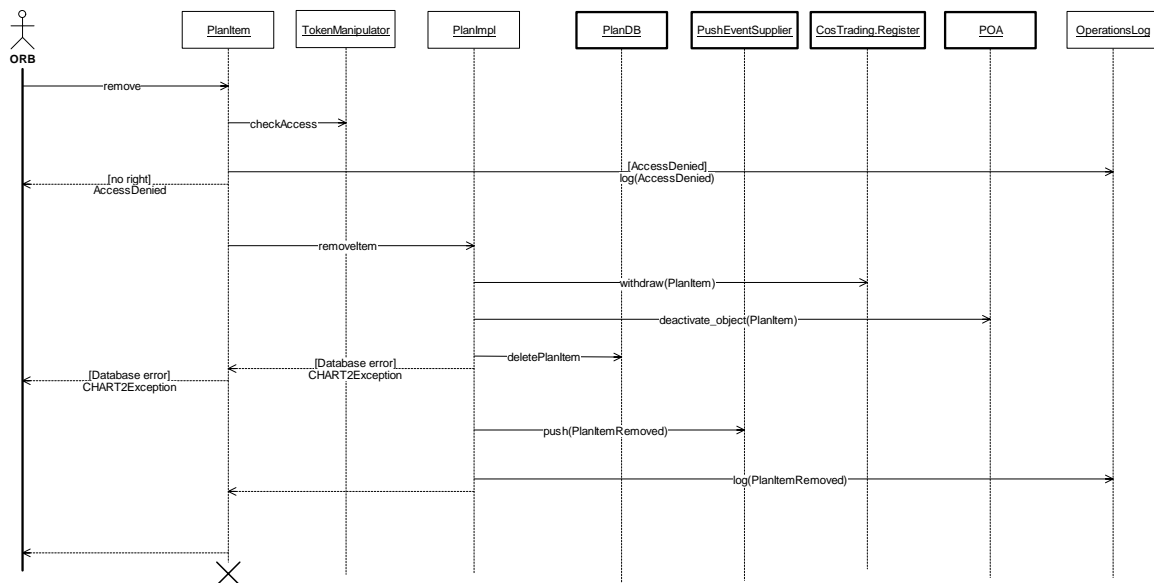 PlanItem
TokenManipulator
PlanImpl
PlanDB
PushEventSupplier
CosTrading.Register
POA
OperationsLog
ORB
remove
checkAccess
[AccessDenied]
log(AccessDenied)
[no right]
AccessDenied
removeItem
withdraw(PlanItem)
deactivate_object(PlanItem)
deletePlanItem
[Database error]
CHART2Exception
[Database error]
CHART2Exception
push(PlanItemRemoved)
log(PlanItemRemoved)